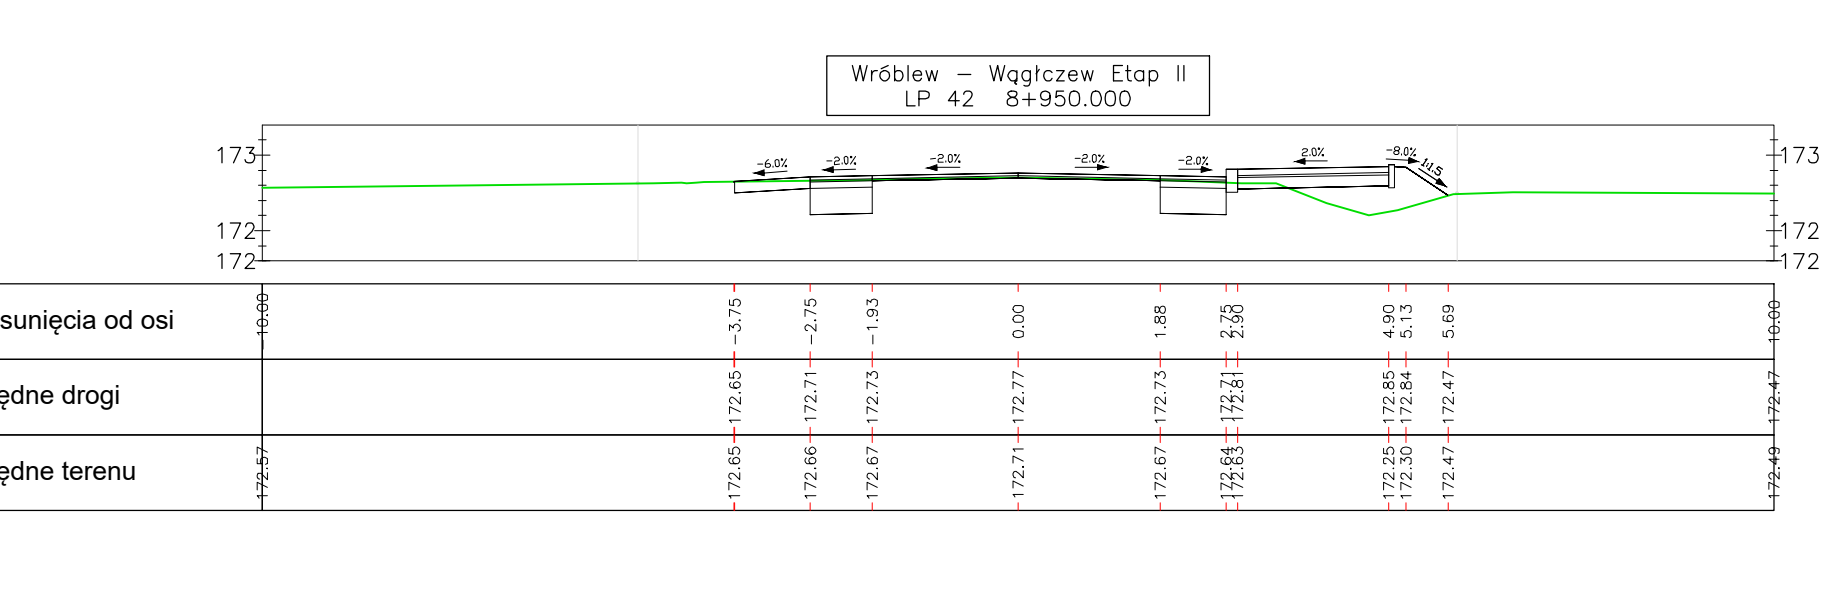 Wróblew – Wągłczew Etap II
LP 42 8+950.000
173 173
-6.0% -2.0% -2.0% -2.0% -2.0% 2.0% -8.0% 1:1.5
172 172
172 172
sunięcia od osi -10.00 -3.75 -2.75 -1.93 0.00 1.88 2.75 2.90 4.90 5.13 5.69 10.00
ędne drogi 172.65 172.71 172.73 172.77 172.73 172.71 172.81 172.85 172.84 172.47 172.47
ędne terenu 172.57 172.65 172.66 172.67 172.71 172.67 172.64 172.63 172.25 172.30 172.47 172.49